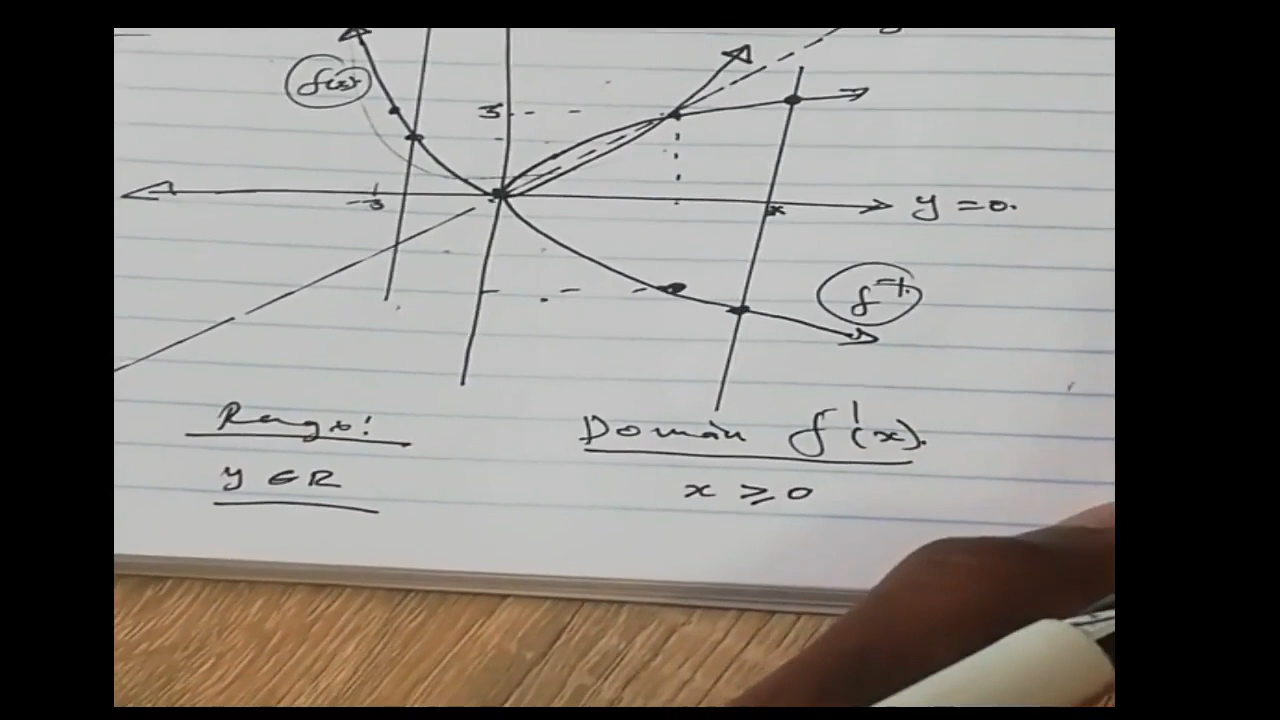 f(x)
3
-3
x
y = 0.
f⁻¹
Range:
y ∈ R
Domain f⁻¹(x).
x ≥ 0